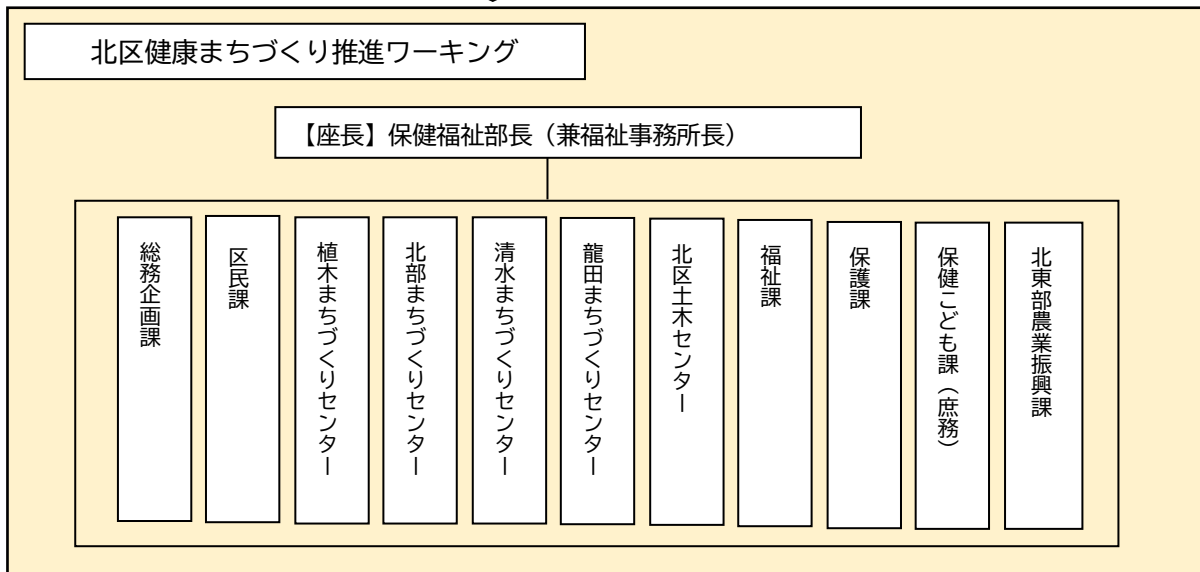 北区健康まちづくり推進ワーキング
【座長】保健福祉部長（兼福祉事務所長）
総務企画課
区民課
植木まちづくりセンター
北部まちづくりセンター
清水まちづくりセンター
龍田まちづくりセンター
北区土木センター
福祉課
保護課
保健こども課（庶務）
北東部農業振興課